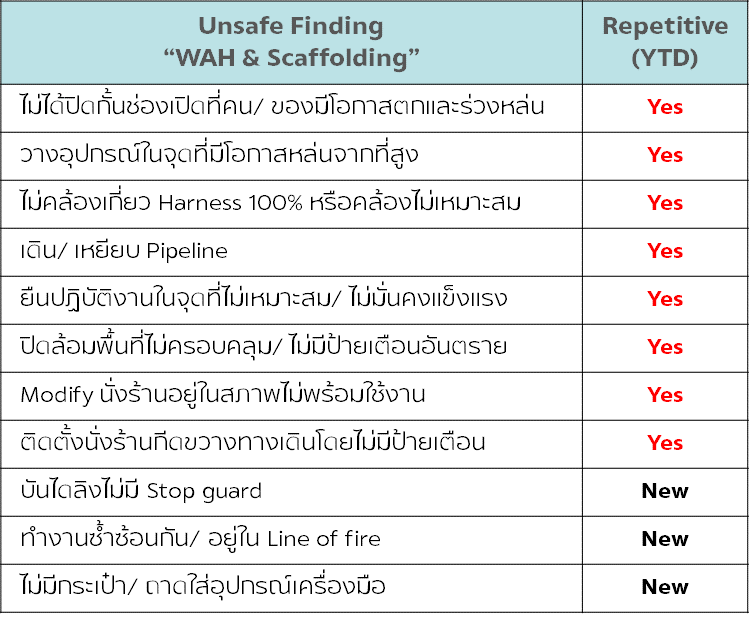 Unsafe Finding
“WAH & Scaffolding”
Repetitive
(YTD)
ไม่ได้ปิดกั้นช่องเปิดที่คน/ ของมีโอกาสตกและร่วงหล่น Yes
วางอุปกรณ์ในจุดที่มีโอกาสหล่นจากที่สูง Yes
ไม่คล้องเกี่ยว Harness 100% หรือคล้องไม่เหมาะสม Yes
เดิน/ เหยียบ Pipeline Yes
ยืนปฏิบัติงานในจุดที่ไม่เหมาะสม/ ไม่มั่นคงแข็งแรง Yes
ปิดล้อมพื้นที่ไม่ครอบคลุม/ ไม่มีป้ายเตือนอันตราย Yes
Modify นั่งร้านอยู่ในสภาพไม่พร้อมใช้งาน Yes
ติดตั้งนั่งร้านกีดขวางทางเดินโดยไม่มีป้ายเตือน Yes
บันไดลิงไม่มี Stop guard New
ทำงานซ้ำซ้อนกัน/ อยู่ใน Line of fire New
ไม่มีกระเป๋า/ ถาดใส่อุปกรณ์เครื่องมือ New